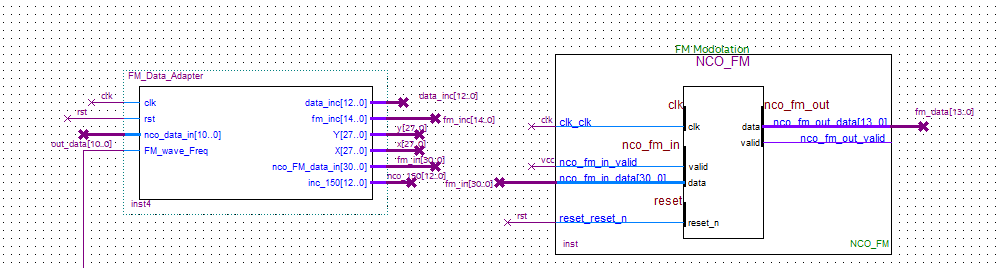 FM_Data_Adapter
clk
clk
rst
rst
nco_data_in[10..0]
out_data[10..0]
FM_wave_Freq
data_inc[12..0]
data_inc[12..0]
fm_inc[14..0]
fm_inc[14..0]
Y[27..0]
y[27..0]
X[27..0]
x[27..0]
nco_FM_data_in[30..0]
fm_in[30..0]
inc_150[12..0]
nco_150[12..0]
inst4
FM Modolation
NCO_FM
clk
nco_fm_out
clk
clk_clk
clk
data
nco_fm_out_data[13..0]
fm_data[13..0]
valid
nco_fm_out_valid
nco_fm_in
vcc
nco_fm_in_valid
valid
fm_in[30..0]
nco_fm_in_data[30..0]
data
reset
rst
reset_reset_n
reset_n
inst
NCO_FM